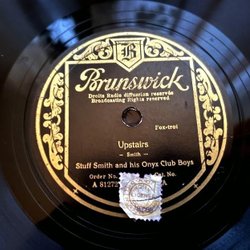 B
Brunswick
Droits Radio diffusion reservés
Broadcasting Rights reserved
Fox-trot
Upstairs
- Smith -
Stuff Smith and his Onyx Club Boys
Order No. Cat. No.
A 8127 A